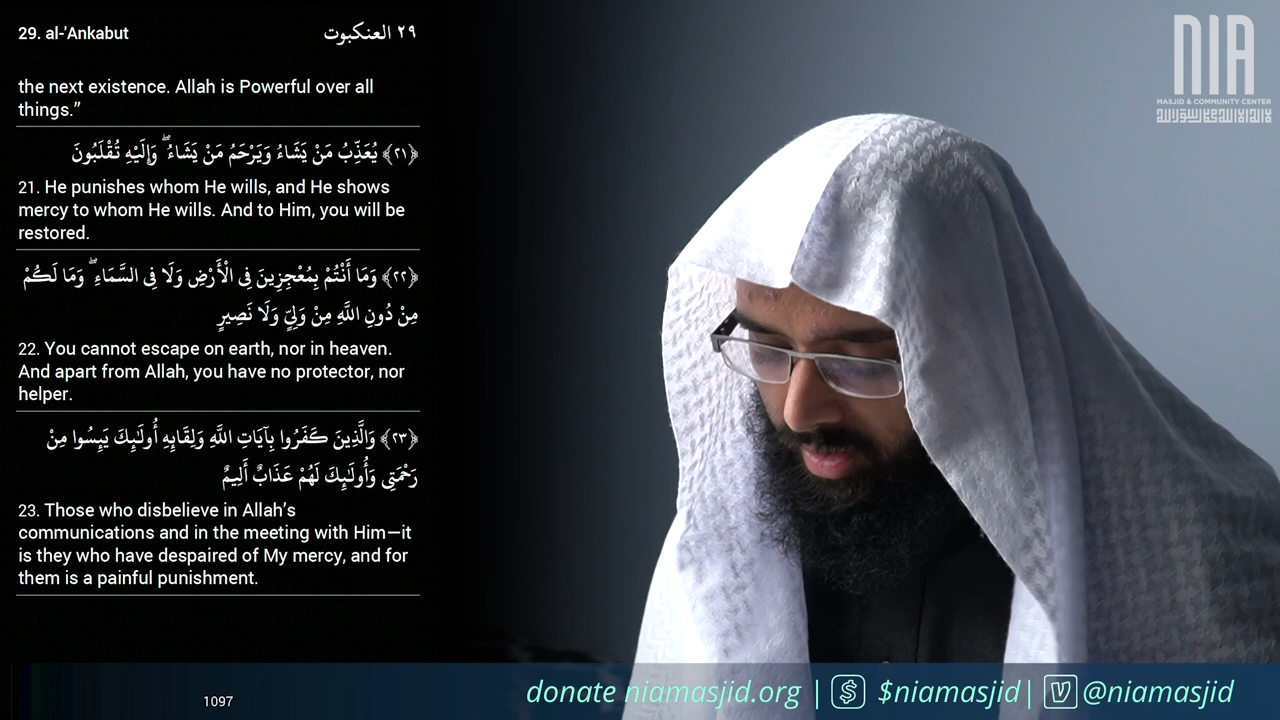 29. al-'Ankabut
٢٩ العنكبوت
the next existence. Allah is Powerful over all
things.”
﴿٢١﴾ يُعَذِّبُ مَنْ يَشَاءُ وَيَرْحَمُ مَنْ يَشَاءُ ۖ وَإِلَيْهِ تُقْلَبُونَ
21. He punishes whom He wills, and He shows
mercy to whom He wills. And to Him, you will be
restored.
﴿٢٢﴾ وَمَا أَنْتُمْ بِمُعْجِزِينَ فِي الْأَرْضِ وَلَا فِي السَّمَاءِ ۖ وَمَا لَكُمْ
مِنْ دُونِ اللَّهِ مِنْ وَلِيٍّ وَلَا نَصِيرٍ
22. You cannot escape on earth, nor in heaven.
And apart from Allah, you have no protector, nor
helper.
﴿٢٣﴾ وَالَّذِينَ كَفَرُوا بِآيَاتِ اللَّهِ وَلِقَائِهِ أُولَٰئِكَ يَئِسُوا مِنْ
رَحْمَتِي وَأُولَٰئِكَ لَهُمْ عَذَابٌ أَلِيمٌ
23. Those who disbelieve in Allah’s
communications and in the meeting with Him—it
is they who have despaired of My mercy, and for
them is a painful punishment.
1097
NIA
MASJID & COMMUNITY CENTER
donate niamasjid.org | $ $niamasjid | V @niamasjid